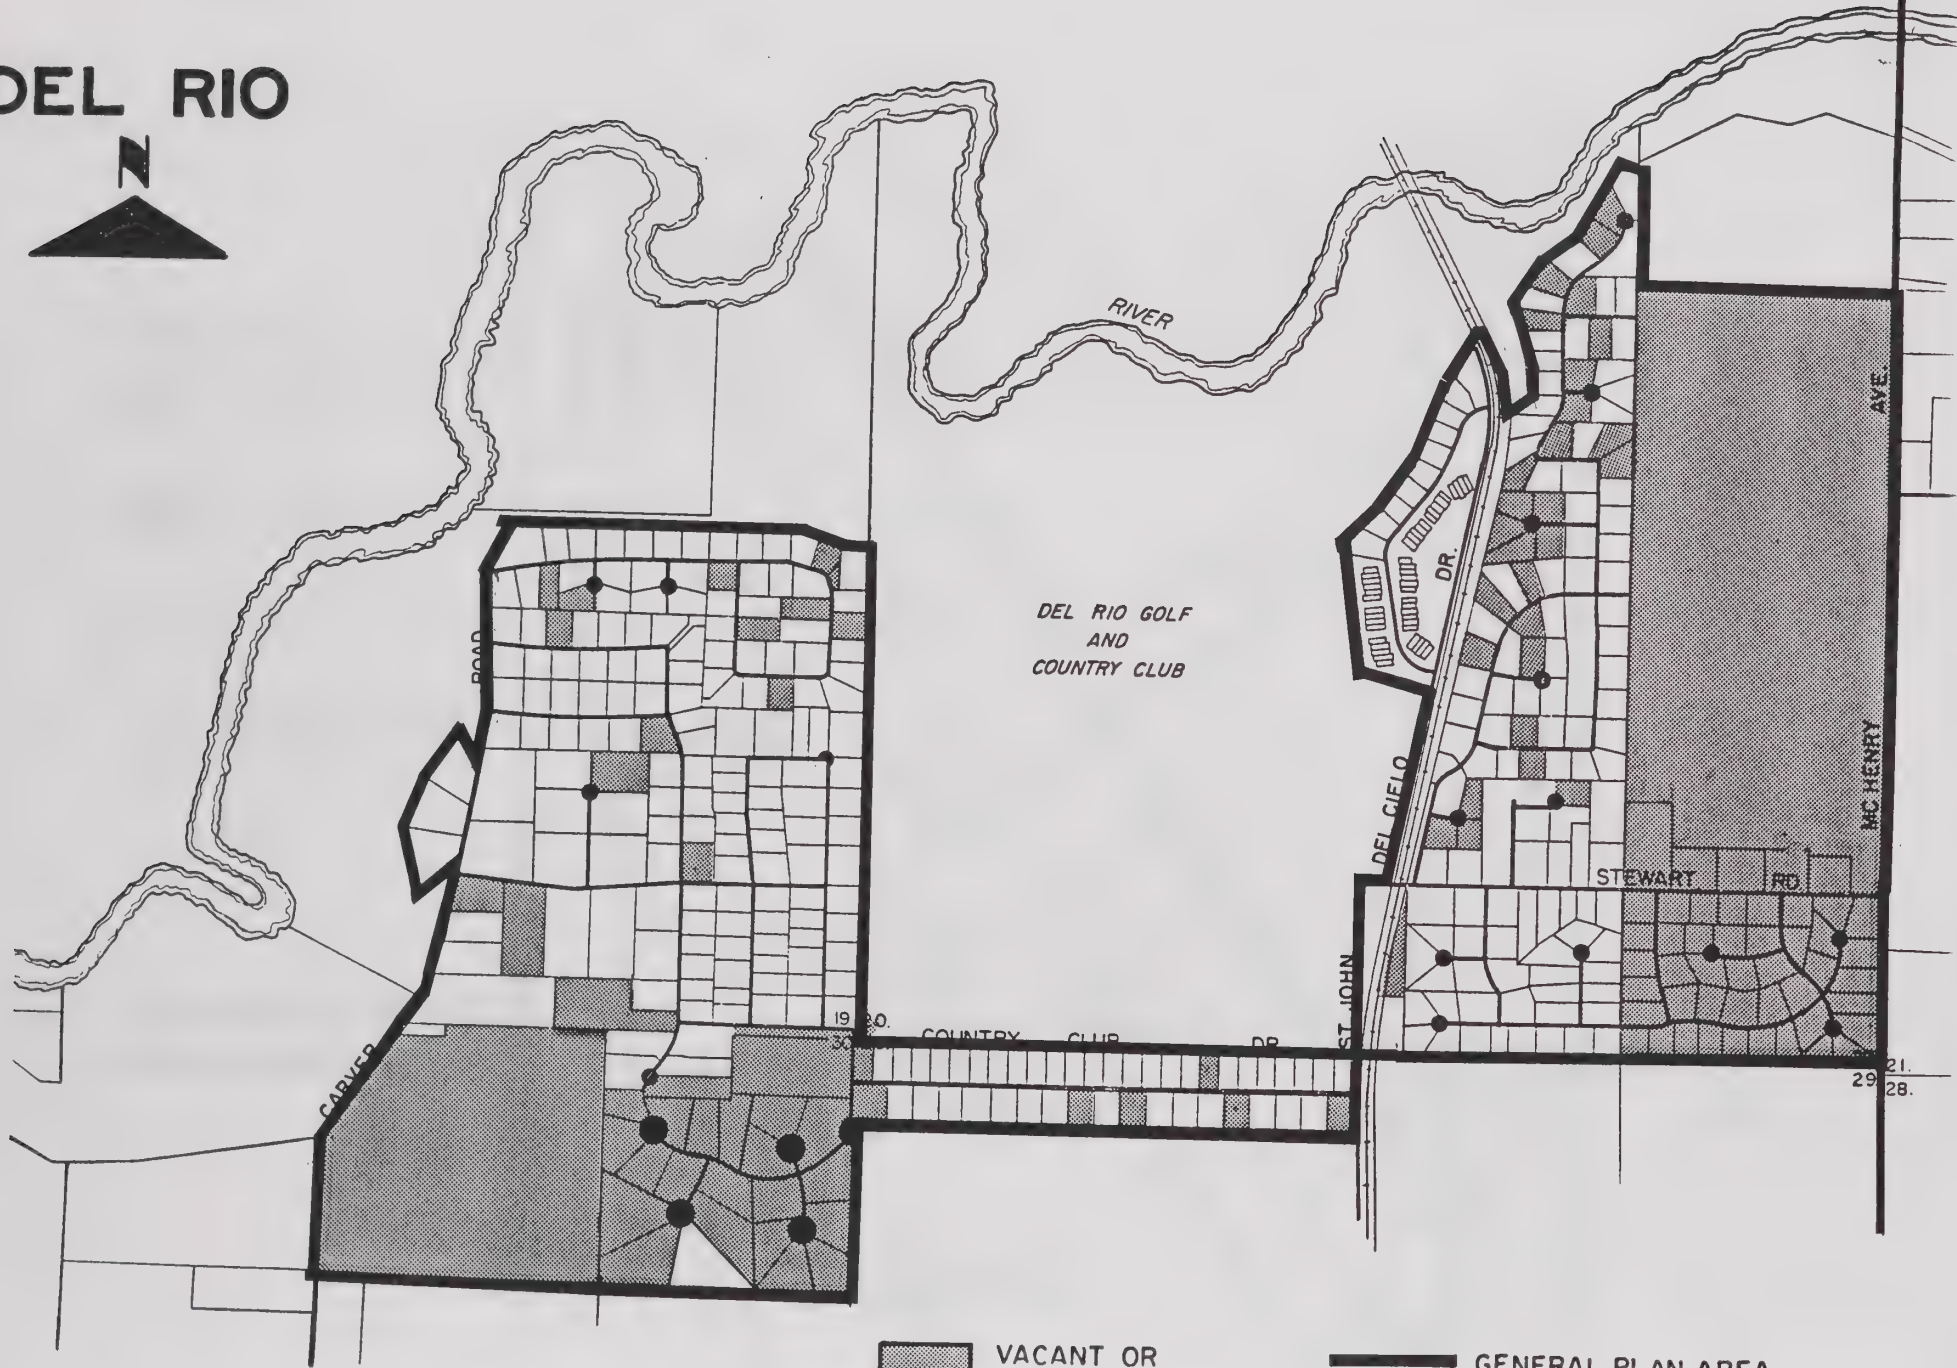 DEL RIO
N
RIVER
AVE.
DR.
DEL RIO GOLF
AND
COUNTRY CLUB
ROAD
MC HENRY
DEL CIELO
STEWART RD.
ST. JOHN
19 20.
30
COUNTRY CLUB DR.
CARVER
21.
29 28.
VACANT OR
GENERAL PLAN AREA